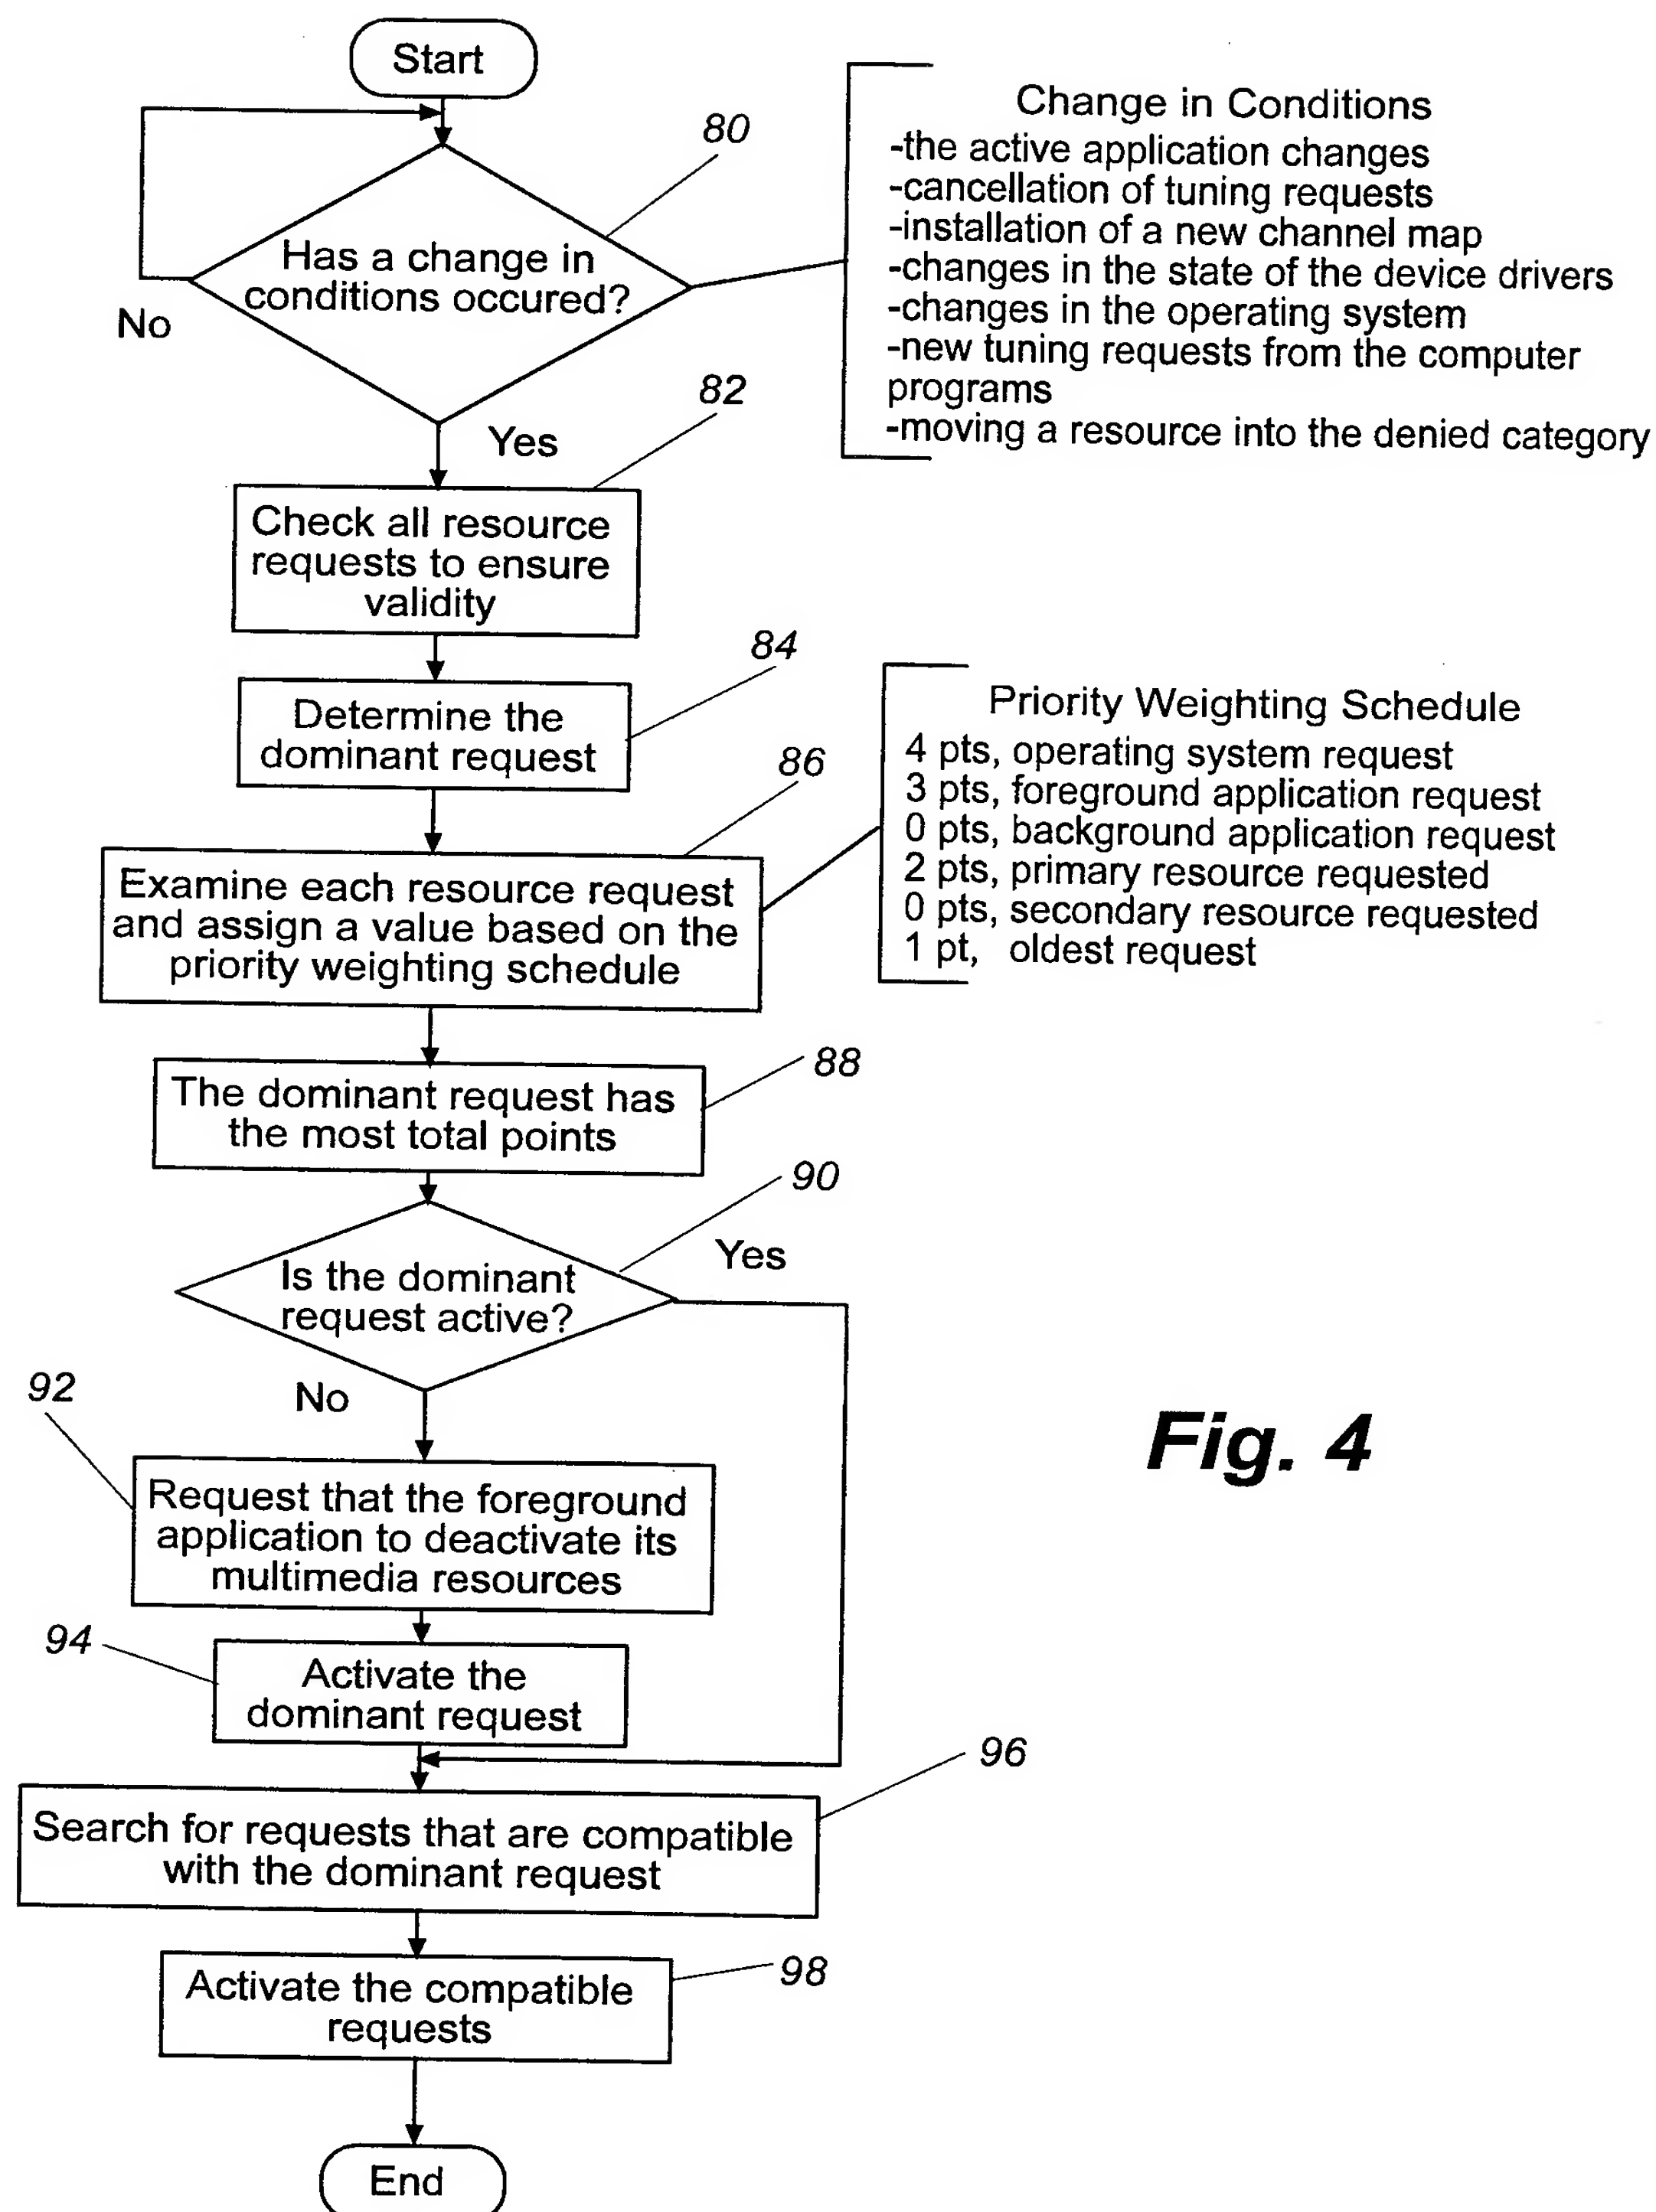 Start
80
Has a change in
conditions occured?
No
Yes
Change in Conditions
-the active application changes
-cancellation of tuning requests
-installation of a new channel map
-changes in the state of the device drivers
-changes in the operating system
-new tuning requests from the computer
programs
-moving a resource into the denied category
82
Check all resource
requests to ensure
validity
84
Determine the
dominant request
86
Examine each resource request
and assign a value based on the
priority weighting schedule
Priority Weighting Schedule
4 pts, operating system request
3 pts, foreground application request
0 pts, background application request
2 pts, primary resource requested
0 pts, secondary resource requested
1 pt, oldest request
88
The dominant request has
the most total points
90
Is the dominant
request active?
Yes
No
92
Request that the foreground
application to deactivate its
multimedia resources
94
Activate the
dominant request
96
Search for requests that are compatible
with the dominant request
98
Activate the compatible
requests
End
Fig. 4